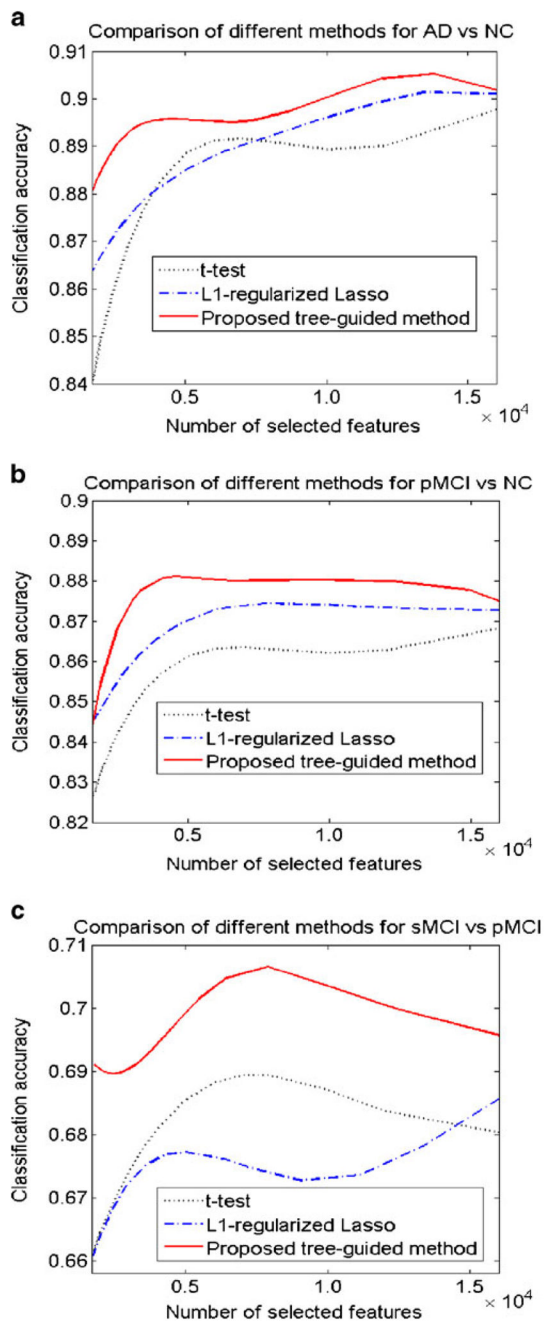 a
Comparison of different methods for AD vs NC
0.91
0.9
0.89
0.88
0.87
0.86
0.85
0.84
Classification accuracy
t-test
L1-regularized Lasso
Proposed tree-guided method
0.5
1.0
1.5
× 10⁴
Number of selected features
b
Comparison of different methods for pMCI vs NC
0.9
0.89
0.88
0.87
0.86
0.85
0.84
0.83
0.82
Classification accuracy
t-test
L1-regularized Lasso
Proposed tree-guided method
0.5
1.0
1.5
× 10⁴
Number of selected features
c
Comparison of different methods for sMCI vs pMCI
0.71
0.7
0.69
0.68
0.67
0.66
Classification accuracy
t-test
L1-regularized Lasso
Proposed tree-guided method
0.5
1.0
1.5
× 10⁴
Number of selected features